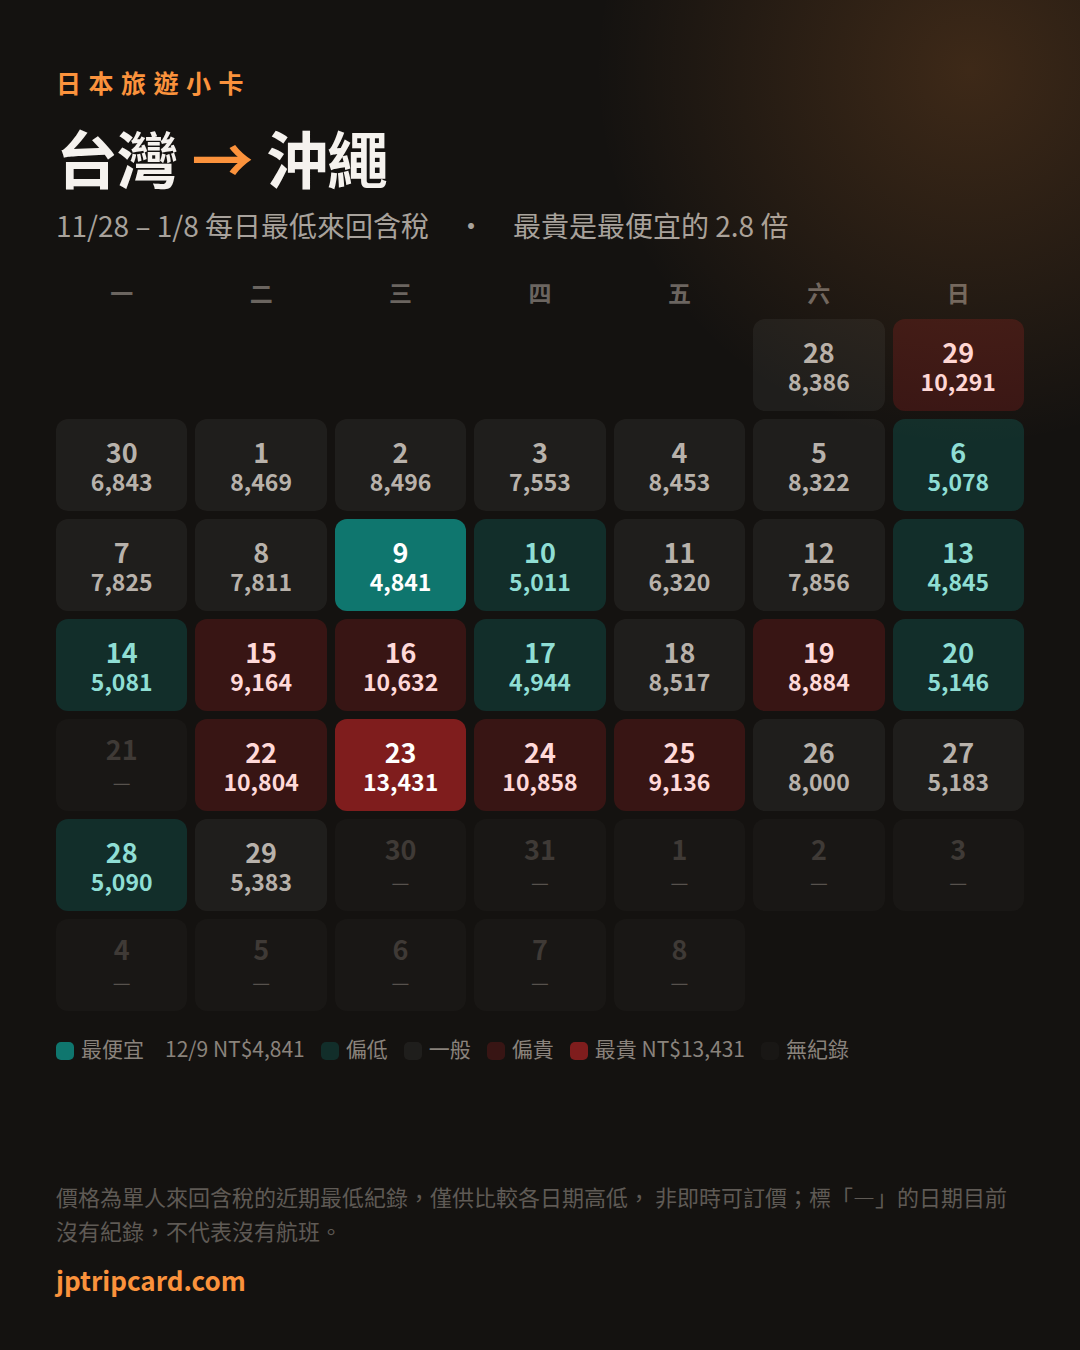 日本旅遊小卡
台灣 → 沖繩
11/28 – 1/8 每日最低來回含稅 ・ 最貴是最便宜的 2.8 倍
一 二 三 四 五 六 日
28 29
8,386 10,291
30 1 2 3 4 5 6
6,843 8,469 8,496 7,553 8,453 8,322 5,078
7 8 9 10 11 12 13
7,825 7,811 4,841 5,011 6,320 7,856 4,845
14 15 16 17 18 19 20
5,081 9,164 10,632 4,944 8,517 8,884 5,146
21 22 23 24 25 26 27
— 10,804 13,431 10,858 9,136 8,000 5,183
28 29 30 31 1 2 3
5,090 5,383 — — — — —
4 5 6 7 8
— — — — —
最便宜 12/9 NT$4,841 偏低 一般 偏貴 最貴 NT$13,431 無紀錄
價格為單人來回含稅的近期最低紀錄，僅供比較各日期高低， 非即時可訂價；標「—」的日期目前
沒有紀錄，不代表沒有航班。
jptripcard.com